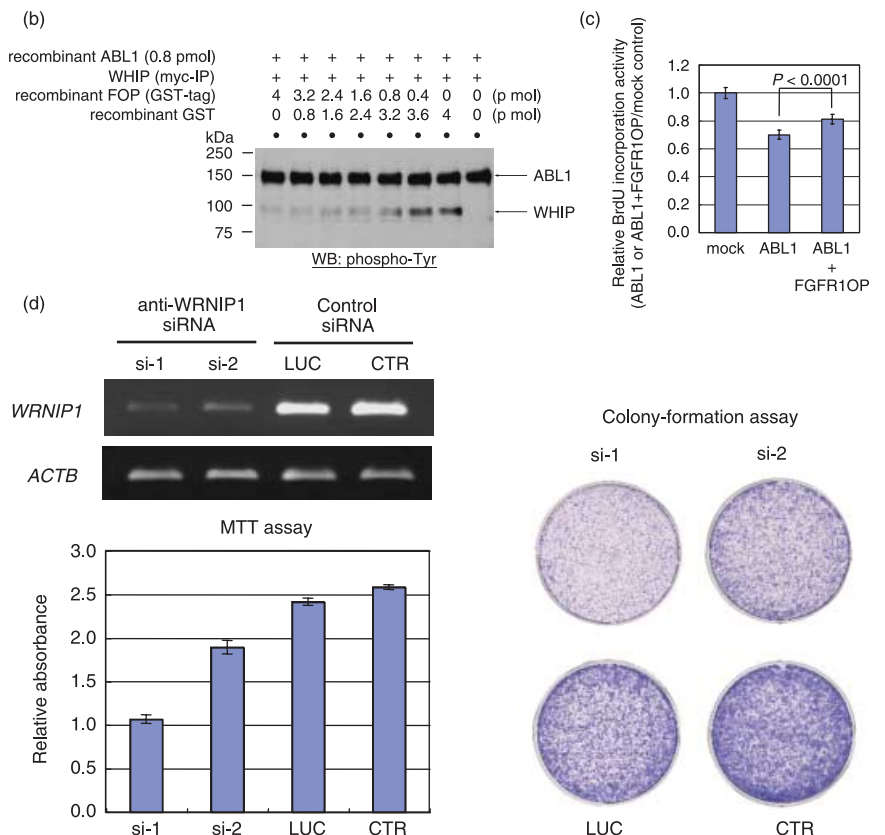 (b)
recombinant ABL1 (0.8 pmol) + + + + + + + +
WHIP (myc-IP) + + + + + + + +
recombinant FOP (GST-tag) 4 3.2 2.4 1.6 0.8 0.4 0 0 (p mol)
recombinant GST 0 0.8 1.6 2.4 3.2 3.6 4 0 (p mol)
kDa
250
150
100
75
ABL1
WHIP
WB: phospho-Tyr
(c)
Relative BrdU incorporation activity
(ABL1 or ABL1+FGFR1OP/mock control)
1.2
1.0
0.8
0.6
0.4
0.2
0.0
P < 0.0001
mock
ABL1
ABL1
+
FGFR1OP
(d)
anti-WRNIP1
siRNA
Control
siRNA
si-1 si-2 LUC CTR
WRNIP1
ACTB
MTT assay
Relative absorbance
3.0
2.5
2.0
1.5
1.0
0.5
0.0
si-1 si-2 LUC CTR
Colony-formation assay
si-1 si-2
LUC CTR